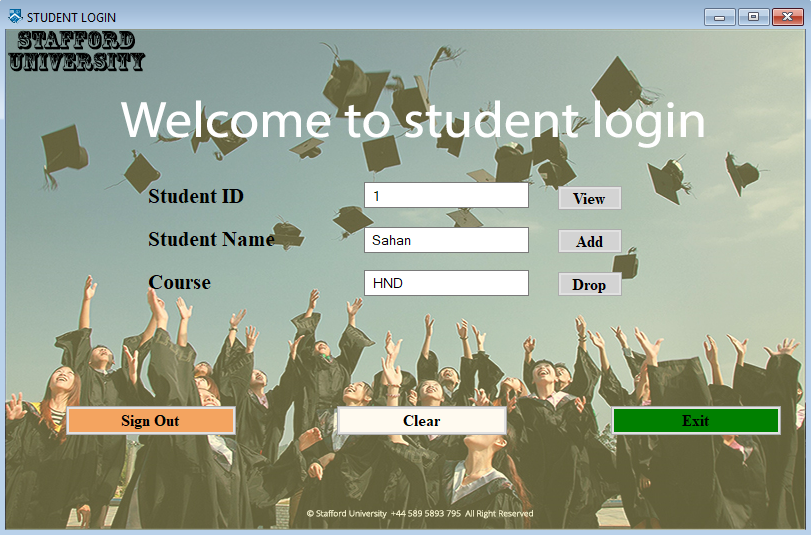 STUDENT LOGIN
STAFFORD
UNIVERSITY
Welcome to student login
Student ID 1 View
Student Name Sahan Add
Course HND Drop
Sign Out Clear Exit
© Stafford University +44 589 5893 795 All Right Reserved